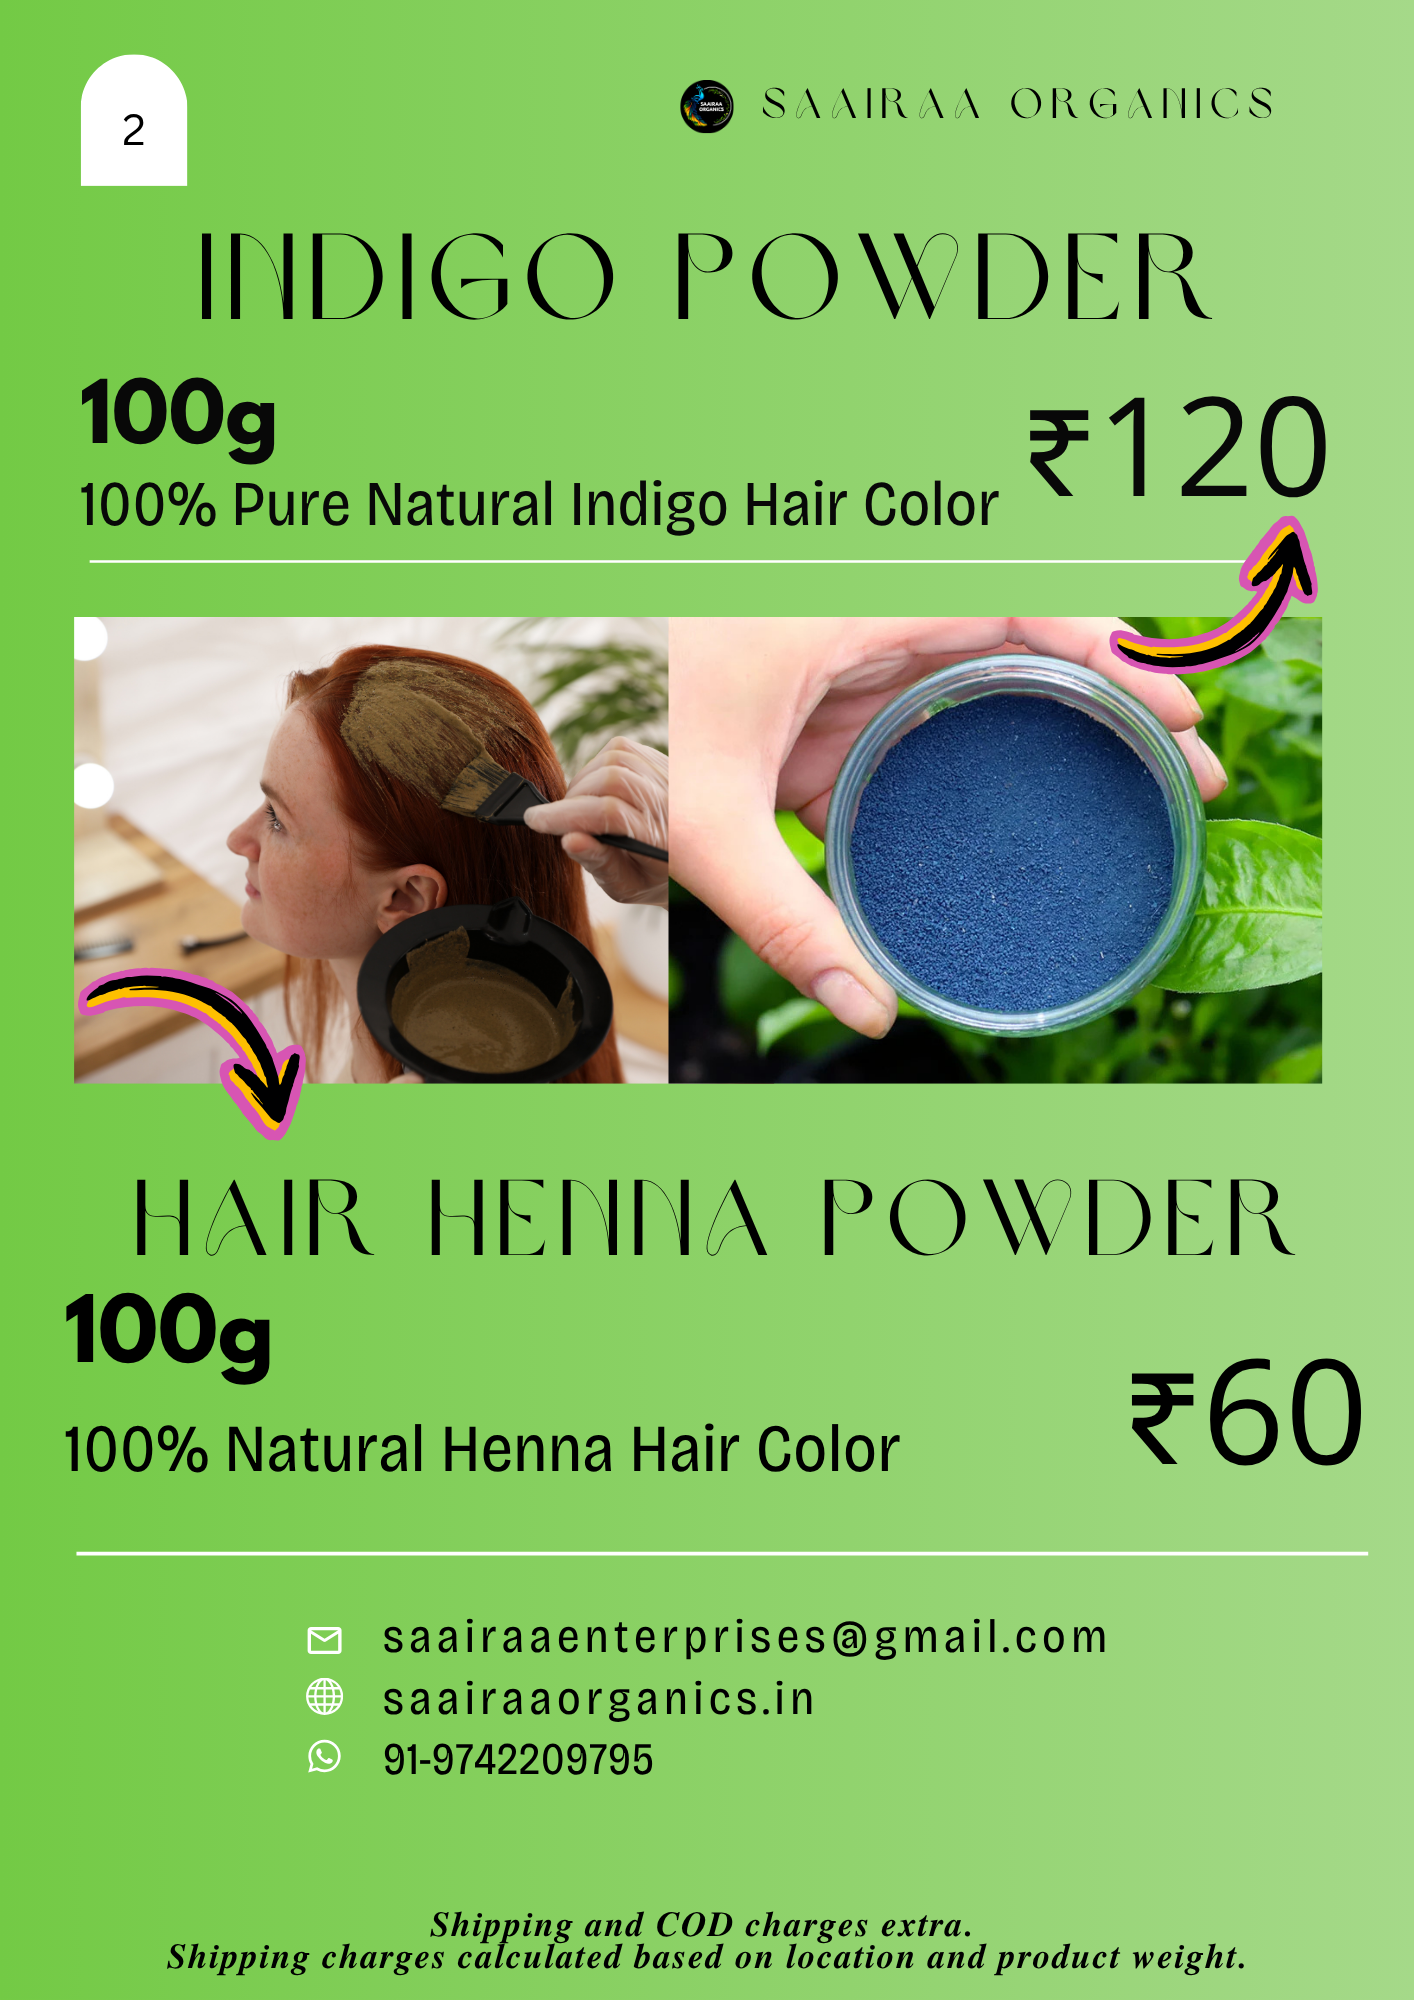 2
SAAIRAA
ORGANICS
SAAIRAA ORGANICS
INDIGO POWDER
100g
₹120
100% Pure Natural Indigo Hair Color
HAIR HENNA POWDER
100g
₹60
100% Natural Henna Hair Color
saairaaenterprises@gmail.com
saairaaorganics.in
91-9742209795
Shipping and COD charges extra.
Shipping charges calculated based on location and product weight.